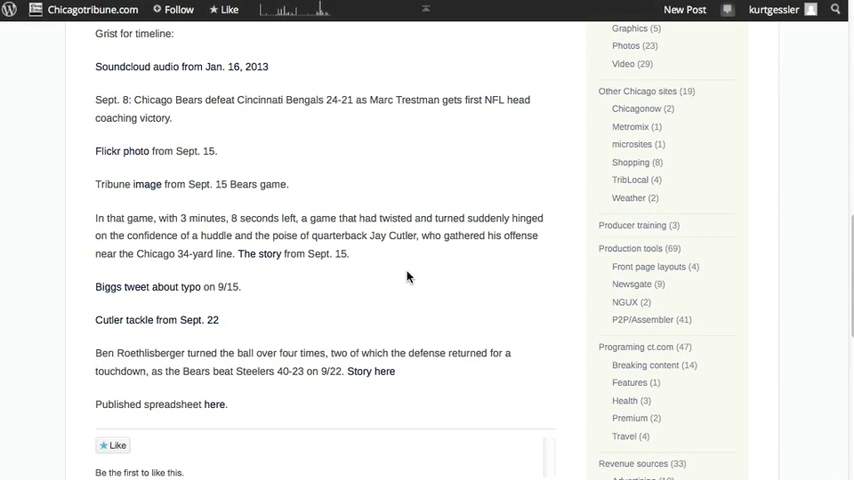 Chicagotribune.com Follow Like New Post kurtgessler
Grist for timeline:
Soundcloud audio from Jan. 16, 2013
Sept. 8: Chicago Bears defeat Cincinnati Bengals 24-21 as Marc Trestman gets first NFL head
coaching victory.
Flickr photo from Sept. 15.
Tribune image from Sept. 15 Bears game.
In that game, with 3 minutes, 8 seconds left, a game that had twisted and turned suddenly hinged
on the confidence of a huddle and the poise of quarterback Jay Cutler, who gathered his offense
near the Chicago 34-yard line. The story from Sept. 15.
Biggs tweet about typo on 9/15.
Cutler tackle from Sept. 22
Ben Roethlisberger turned the ball over four times, two of which the defense returned for a
touchdown, as the Bears beat Steelers 40-23 on 9/22. Story here
Published spreadsheet here.
Like
Be the first to like this.
Graphics (5)
Photos (23)
Video (29)
Other Chicago sites (19)
Chicagonow (2)
Metromix (1)
microsites (1)
Shopping (8)
TribLocal (4)
Weather (2)
Producer training (3)
Production tools (69)
Front page layouts (4)
Newsgate (9)
NGUX (2)
P2P/Assembler (41)
Programing ct.com (47)
Breaking content (14)
Features (1)
Health (3)
Premium (2)
Travel (4)
Revenue sources (33)